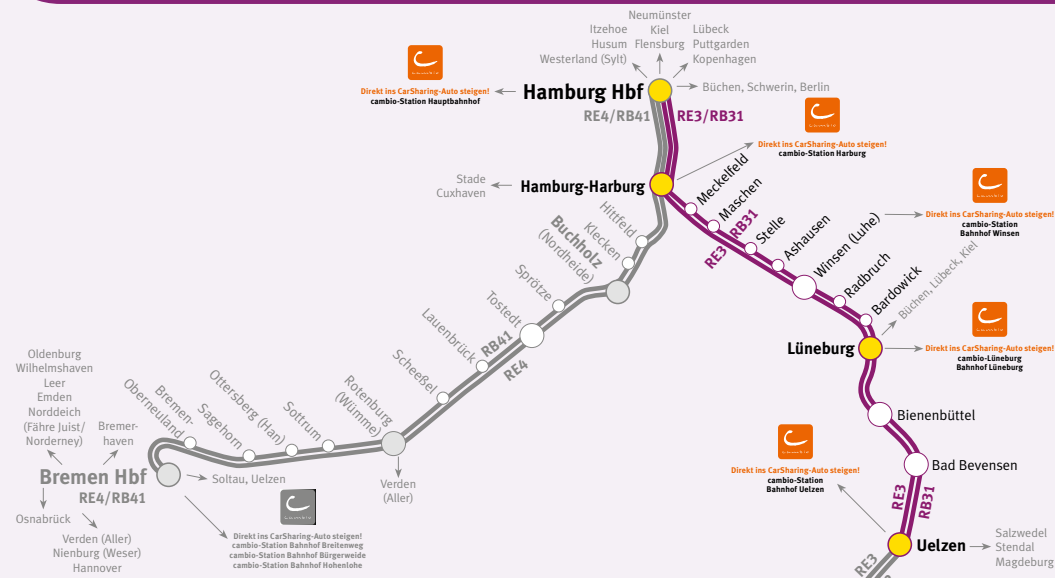 Neumünster
Kiel
Flensburg
Itzehoe
Husum
Westerland (Sylt)
Lübeck
Puttgarden
Kopenhagen
Direkt ins CarSharing-Auto steigen!
cambio-Station Hauptbahnhof
Hamburg Hbf
Büchen, Schwerin, Berlin
RE4/RB41
RE3/RB31
Direkt ins CarSharing-Auto steigen!
cambio-Station Harburg
Stade
Cuxhaven
Hamburg-Harburg
Meckelfeld
Maschen
RE3
RB31
Stelle
Ashausen
Winsen (Luhe)
Direkt ins CarSharing-Auto steigen!
cambio-Station
Bahnhof Winsen
Radbruch
Bardowick
Büchen, Lübeck, Kiel
Lüneburg
Direkt ins CarSharing-Auto steigen!
cambio-Lüneburg
Bahnhof Lüneburg
Hittfeld
Klecken
Buchholz
(Nordheide)
Sprötze
Tostedt
RB41
RE4
Lauenbrück
Scheeßel
Rotenburg
(Wümme)
Verden
(Aller)
Sottrum
Ottersberg (Han)
Sagehorn
Bremen-
Oberneuland
Oldenburg
Wilhelmshaven
Leer
Emden
Norddeich
(Fähre Juist/
Norderney)
Bremer-
haven
Bremen Hbf
RE4/RB41
Soltau, Uelzen
Osnabrück
Verden (Aller)
Nienburg (Weser)
Hannover
Direkt ins CarSharing-Auto steigen!
cambio-Station Bahnhof Breitenweg
cambio-Station Bahnhof Bürgerweide
cambio-Station Bahnhof Hohenlohe
Bienenbüttel
Bad Bevensen
RE3
RB31
Direkt ins CarSharing-Auto steigen!
cambio-Station
Bahnhof Uelzen
Uelzen
Salzwedel
Stendal
Magdeburg
RE3